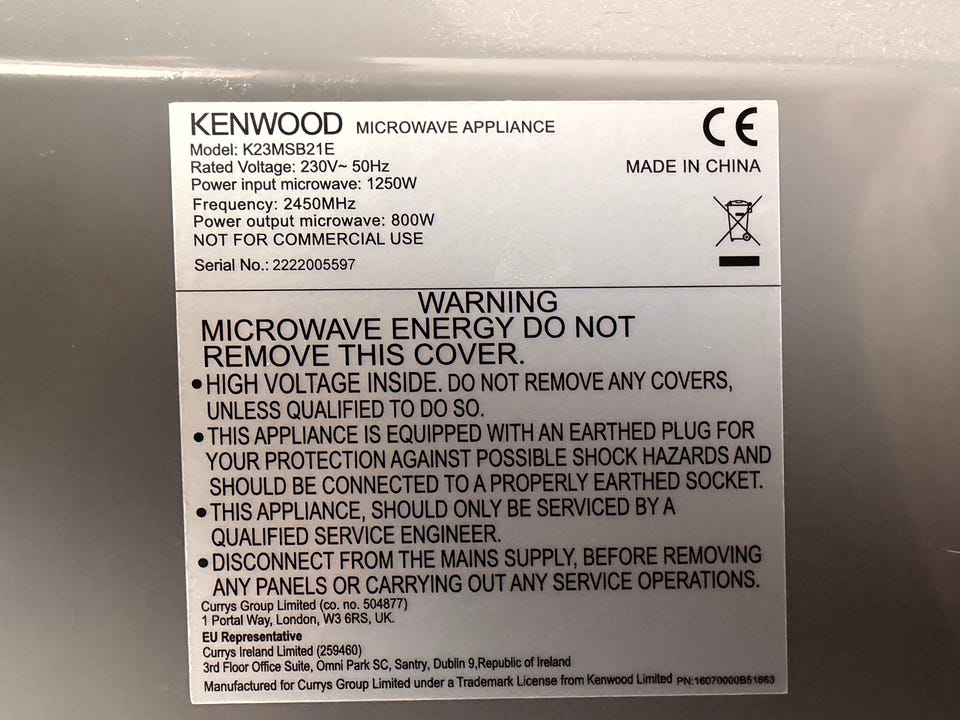 KENWOOD MICROWAVE APPLIANCE
Model: K23MSB21E
Rated Voltage: 230V~ 50Hz
Power input microwave: 1250W
Frequency: 2450MHz
Power output microwave: 800W
NOT FOR COMMERCIAL USE
Serial No.: 2222005597
CE
MADE IN CHINA
WARNING
MICROWAVE ENERGY DO NOT
REMOVE THIS COVER.
•HIGH VOLTAGE INSIDE. DO NOT REMOVE ANY COVERS,
UNLESS QUALIFIED TO DO SO.
•THIS APPLIANCE IS EQUIPPED WITH AN EARTHED PLUG FOR
YOUR PROTECTION AGAINST POSSIBLE SHOCK HAZARDS AND
SHOULD BE CONNECTED TO A PROPERLY EARTHED SOCKET.
•THIS APPLIANCE, SHOULD ONLY BE SERVICED BY A
QUALIFIED SERVICE ENGINEER.
•DISCONNECT FROM THE MAINS SUPPLY, BEFORE REMOVING
ANY PANELS OR CARRYING OUT ANY SERVICE OPERATIONS.
Currys Group Limited (co. no. 504877)
1 Portal Way, London, W3 6RS, UK.
EU Representative
Currys Ireland Limited (259460)
3rd Floor Office Suite, Omni Park SC, Santry, Dublin 9,Republic of Ireland
Manufactured for Currys Group Limited under a Trademark License from Kenwood Limited PN:16070000B51663